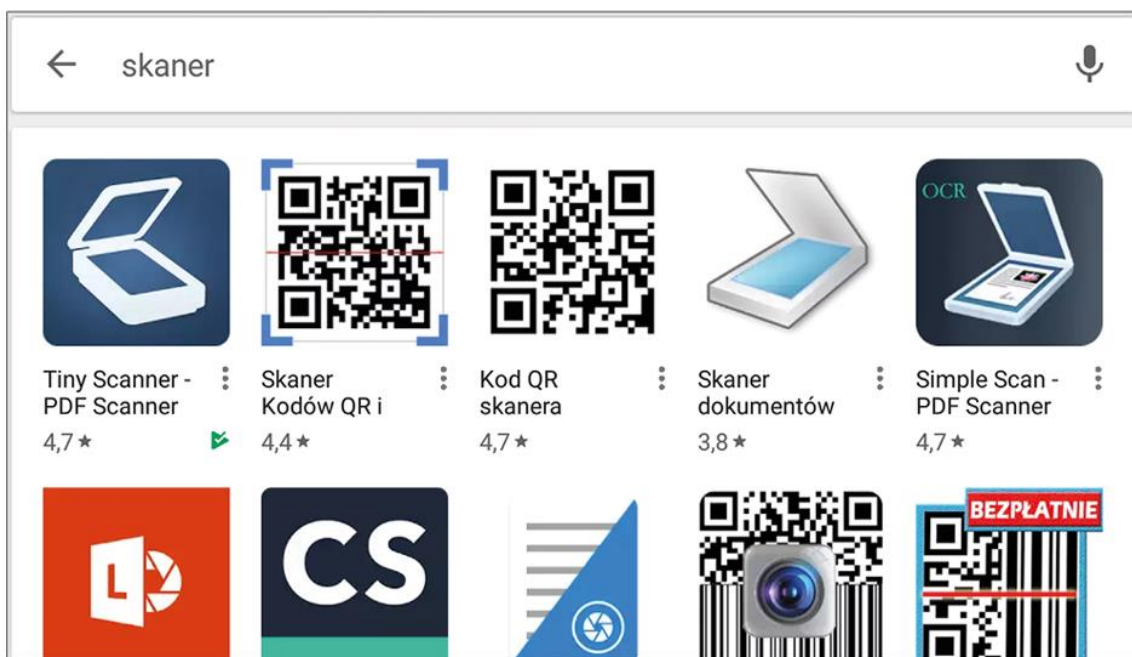 skaner
OCR
Tiny Scanner -
PDF Scanner
4,7★
Skaner
Kodów QR i
4,4★
Kod QR
skanera
4,7★
Skaner
dokumentów
3,8★
Simple Scan -
PDF Scanner
4,7★
L
CS
BEZPŁATNIE